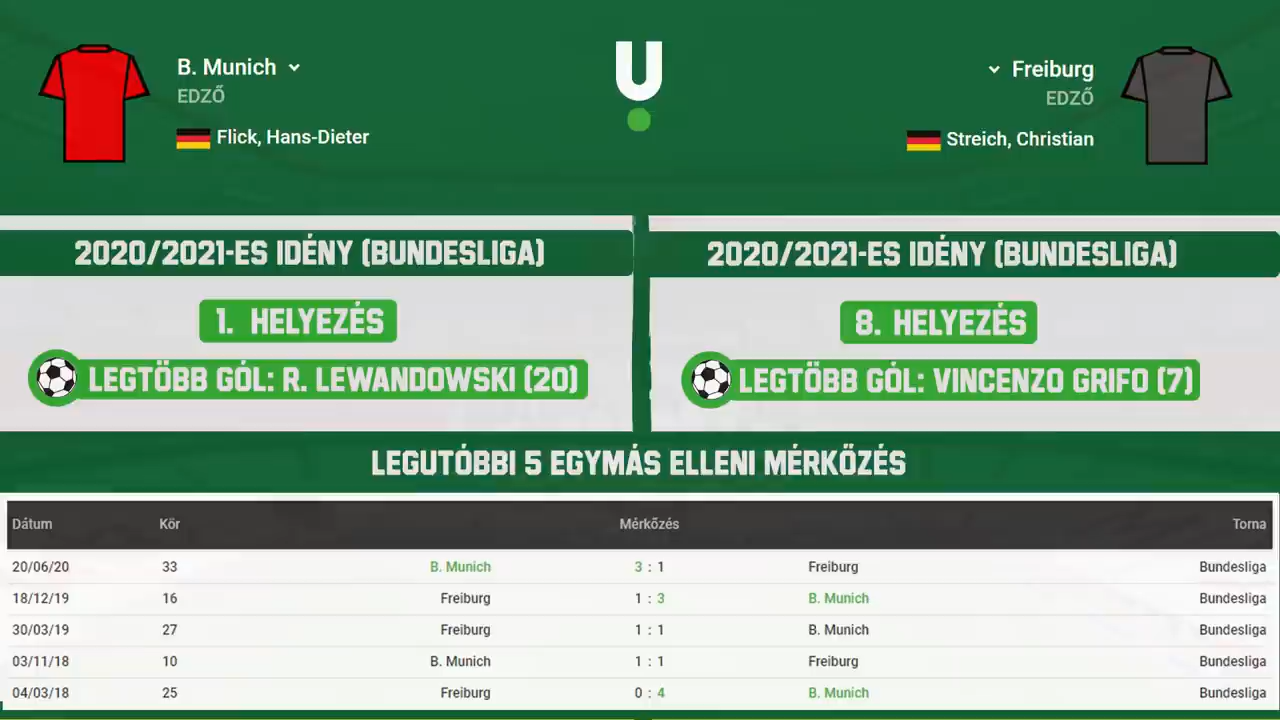 B. Munich
EDZŐ
Flick, Hans-Dieter
U
Freiburg
EDZŐ
Streich, Christian
2020/2021-ES IDÉNY (BUNDESLIGA)
1. HELYEZÉS
LEGTÖBB GÓL: R. LEWANDOWSKI (20)
2020/2021-ES IDÉNY (BUNDESLIGA)
8. HELYEZÉS
LEGTÖBB GÓL: VINCENZO GRIFO (7)
LEGUTÓBBI 5 EGYMÁS ELLENI MÉRKŐZÉS
Dátum Kör Mérkőzés Torna
20/06/20 33 B. Munich 3 : 1 Freiburg Bundesliga
18/12/19 16 Freiburg 1 : 3 B. Munich Bundesliga
30/03/19 27 Freiburg 1 : 1 B. Munich Bundesliga
03/11/18 10 B. Munich 1 : 1 Freiburg Bundesliga
04/03/18 25 Freiburg 0 : 4 B. Munich Bundesliga